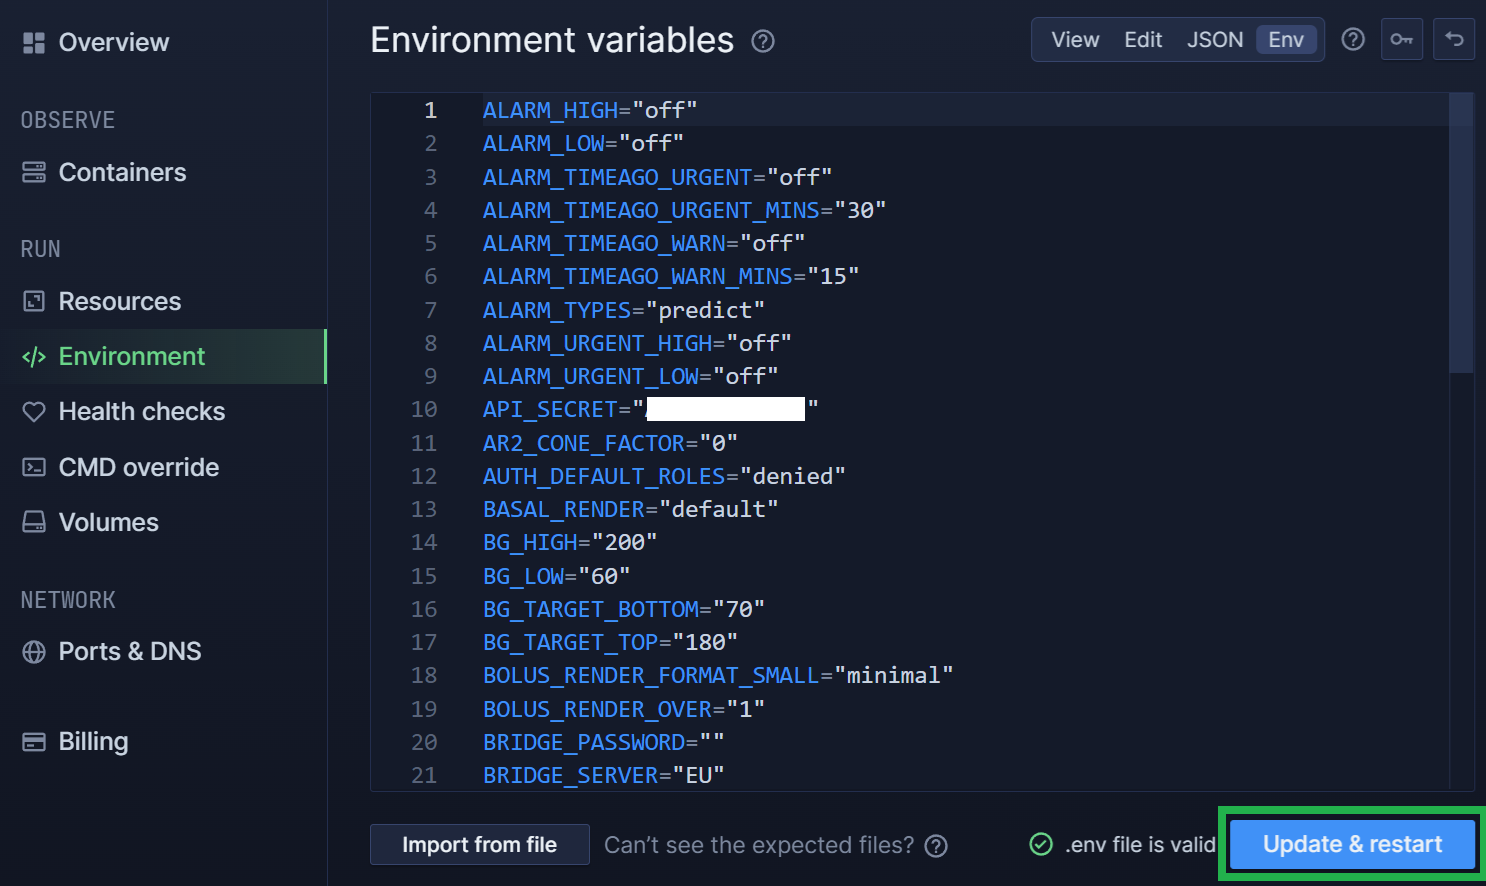 Overview
OBSERVE
Containers
RUN
Resources
Environment
Health checks
CMD override
Volumes
NETWORK
Ports & DNS
Billing
Environment variables
View Edit JSON Env
1 ALARM_HIGH="off"
2 ALARM_LOW="off"
3 ALARM_TIMEAGO_URGENT="off"
4 ALARM_TIMEAGO_URGENT_MINS="30"
5 ALARM_TIMEAGO_WARN="off"
6 ALARM_TIMEAGO_WARN_MINS="15"
7 ALARM_TYPES="predict"
8 ALARM_URGENT_HIGH="off"
9 ALARM_URGENT_LOW="off"
10 API_SECRET=" "
11 AR2_CONE_FACTOR="0"
12 AUTH_DEFAULT_ROLES="denied"
13 BASAL_RENDER="default"
14 BG_HIGH="200"
15 BG_LOW="60"
16 BG_TARGET_BOTTOM="70"
17 BG_TARGET_TOP="180"
18 BOLUS_RENDER_FORMAT_SMALL="minimal"
19 BOLUS_RENDER_OVER="1"
20 BRIDGE_PASSWORD=""
21 BRIDGE_SERVER="EU"
Import from file Can't see the expected files? .env file is valid Update & restart